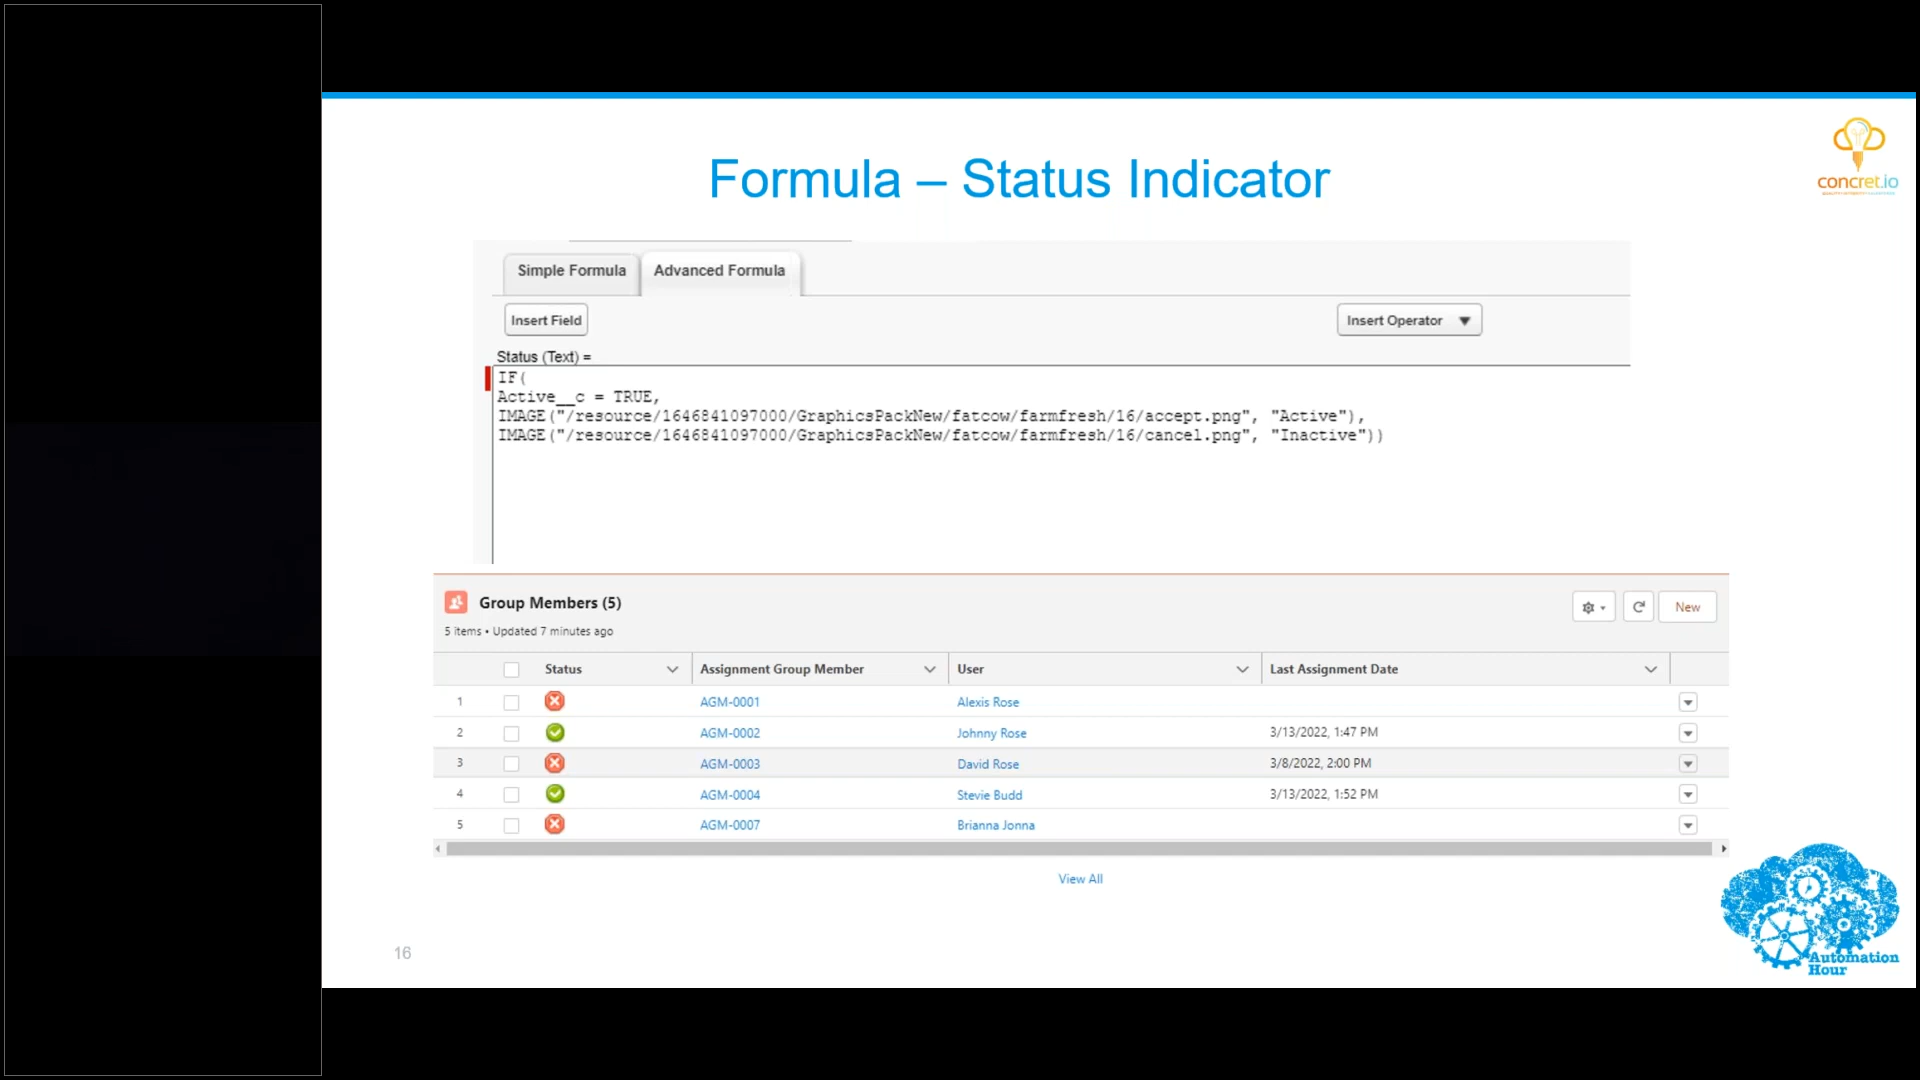 Formula – Status Indicator
concret.io
Simple Formula
Advanced Formula
Insert Field
Insert Operator
Status (Text) =
IF(
Active__c = TRUE,
IMAGE("/resource/1646841097000/GraphicsPackNew/fatcow/farmfresh/16/accept.png", "Active"),
IMAGE("/resource/1646841097000/GraphicsPackNew/fatcow/farmfresh/16/cancel.png", "Inactive"))
Group Members (5)
New
5 items • Updated 7 minutes ago
Status Assignment Group Member User Last Assignment Date
1 AGM-0001 Alexis Rose
2 AGM-0002 Johnny Rose 3/13/2022, 1:47 PM
3 AGM-0003 David Rose 3/8/2022, 2:00 PM
4 AGM-0004 Stevie Budd 3/13/2022, 1:52 PM
5 AGM-0007 Brianna Jonna
View All
Automation
Hour
16